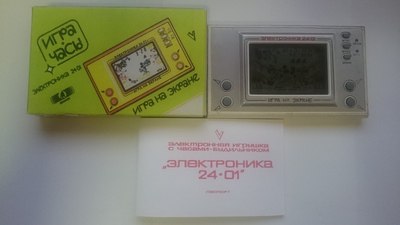 игра
часы
электроника 24-01
игра на экране
электроника 24-01
игра на экране
электронная игрушка
с часами-будильником
„электроника
24·01"
паспорт